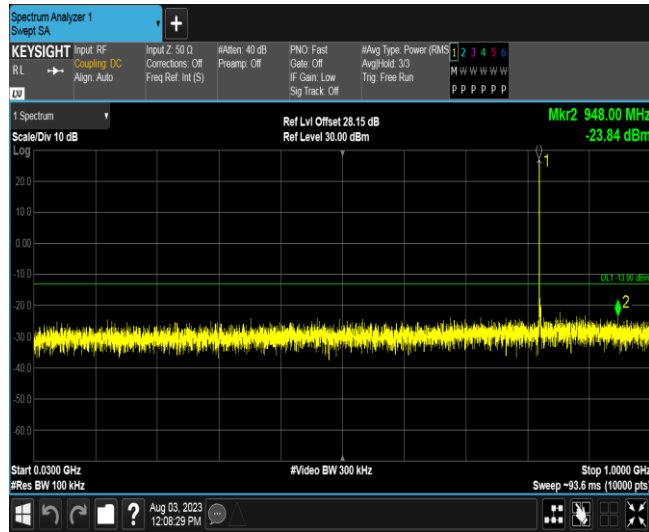 Spectrum Analyzer 1
Swept SA
+
KEYSIGHT
RL
LXI
Input: RF
Coupling: DC
Align: Auto
Input Z: 50 Ω
Corrections: Off
Freq Ref: Int (S)
#Atten: 40 dB
Preamp: Off
PNO: Fast
Gate: Off
IF Gain: Low
Sig Track: Off
#Avg Type: Power (RMS
Avg|Hold: 3/3
Trig: Free Run
1 2 3 4 5 6
M W W W W W
P P P P P P
1 Spectrum
Scale/Div 10 dB
Log
Ref Lvl Offset 28.15 dB
Ref Level 30.00 dBm
Mkr2 948.00 MHz
-23.84 dBm
1
20.0
10.0
0.00
-10.0
DL1 -13.00 dBm
-20.0
2
-30.0
-40.0
-50.0
-60.0
Start 0.0300 GHz
#Res BW 100 kHz
#Video BW 300 kHz
Stop 1.0000 GHz
Sweep ~93.6 ms (10000 pts)
?
Aug 03, 2023
12:08:29 PM